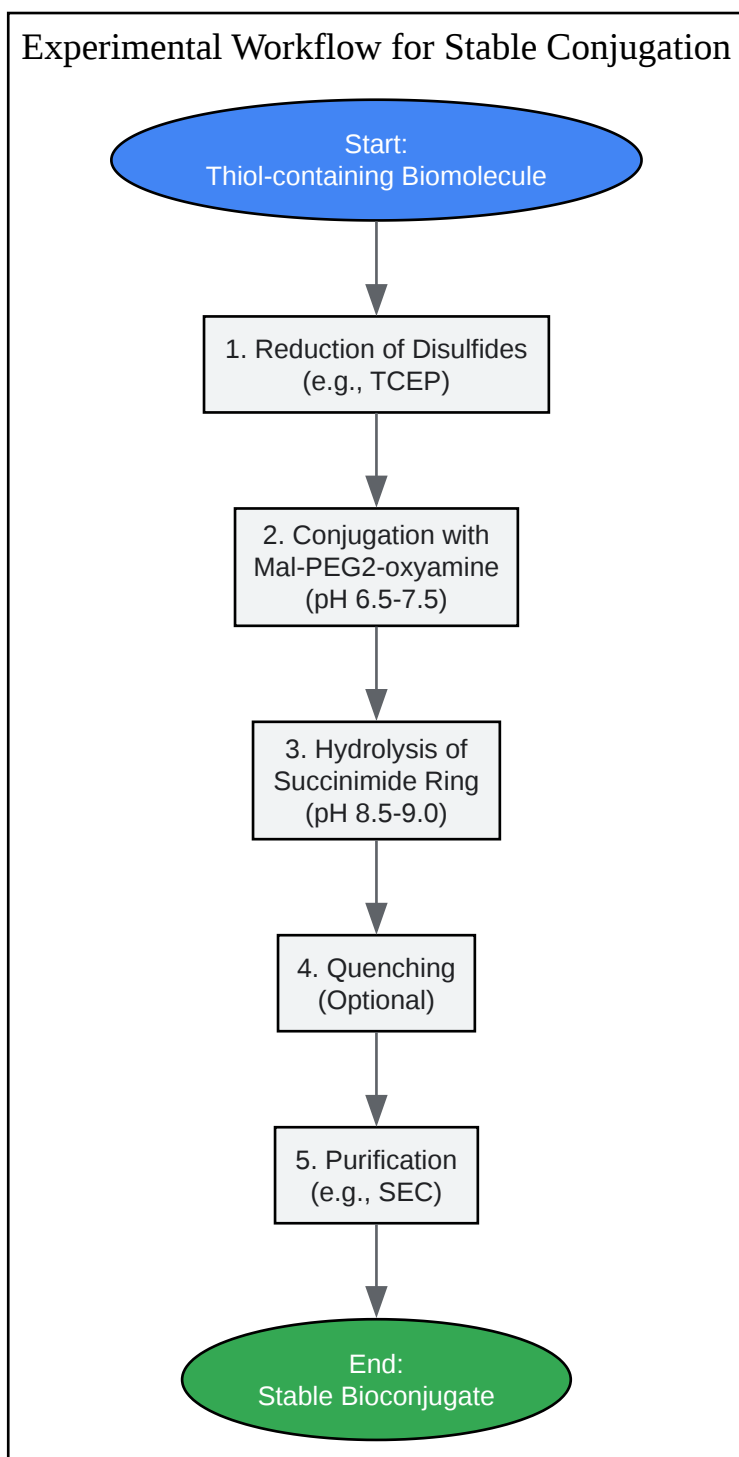 Experimental Workflow for Stable Conjugation
Start:
Thiol-containing Biomolecule
1. Reduction of Disulfides
(e.g., TCEP)
2. Conjugation with
Mal-PEG2-oxyamine
(pH 6.5-7.5)
3. Hydrolysis of
Succinimide Ring
(pH 8.5-9.0)
4. Quenching
(Optional)
5. Purification
(e.g., SEC)
End:
Stable Bioconjugate